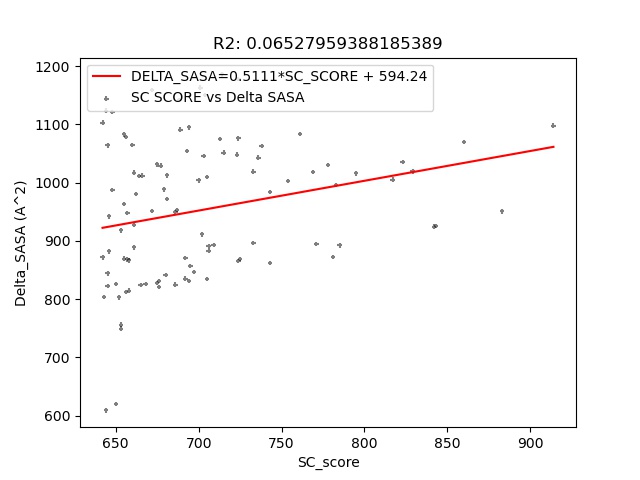 R2: 0.06527959388185389
DELTA_SASA=0.5111*SC_SCORE + 594.24
SC SCORE vs Delta SASA
1200
1100
1000
900
800
700
600
Delta_SASA (A^2)
650
700
750
800
850
900
SC_score